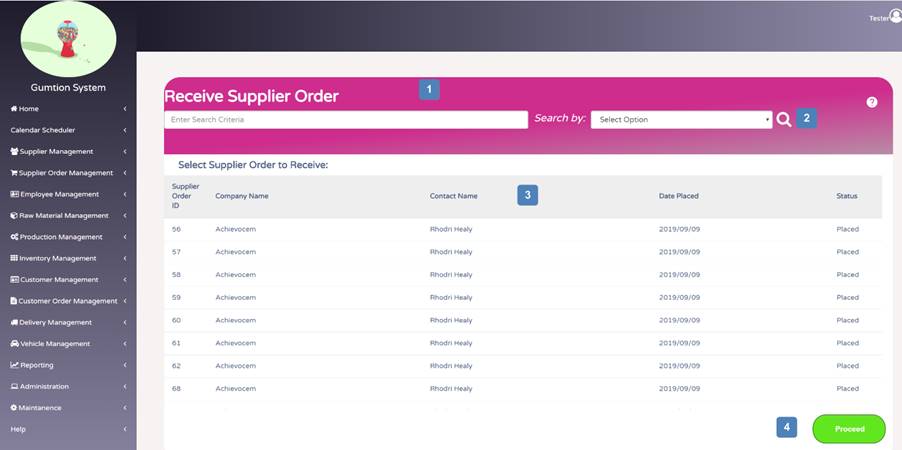 Tester
Gumtion System
Home
Calendar Scheduler
Supplier Management
Supplier Order Management
Employee Management
Raw Material Management
Production Management
Inventory Management
Customer Management
Customer Order Management
Delivery Management
Vehicle Management
Reporting
Administration
Maintanence
Help
Receive Supplier Order 1 ?
Enter Search Criteria Search by: Select Option 2
Select Supplier Order to Receive:
Supplier Order ID Company Name Contact Name 3 Date Placed Status
56 Achievocem Rhodri Healy 2019/09/09 Placed
57 Achievocem Rhodri Healy 2019/09/09 Placed
58 Achievocem Rhodri Healy 2019/09/09 Placed
59 Achievocem Rhodri Healy 2019/09/09 Placed
60 Achievocem Rhodri Healy 2019/09/09 Placed
61 Achievocem Rhodri Healy 2019/09/09 Placed
62 Achievocem Rhodri Healy 2019/09/09 Placed
68 Achievocem Rhodri Healy 2019/09/09 Placed
4 Proceed